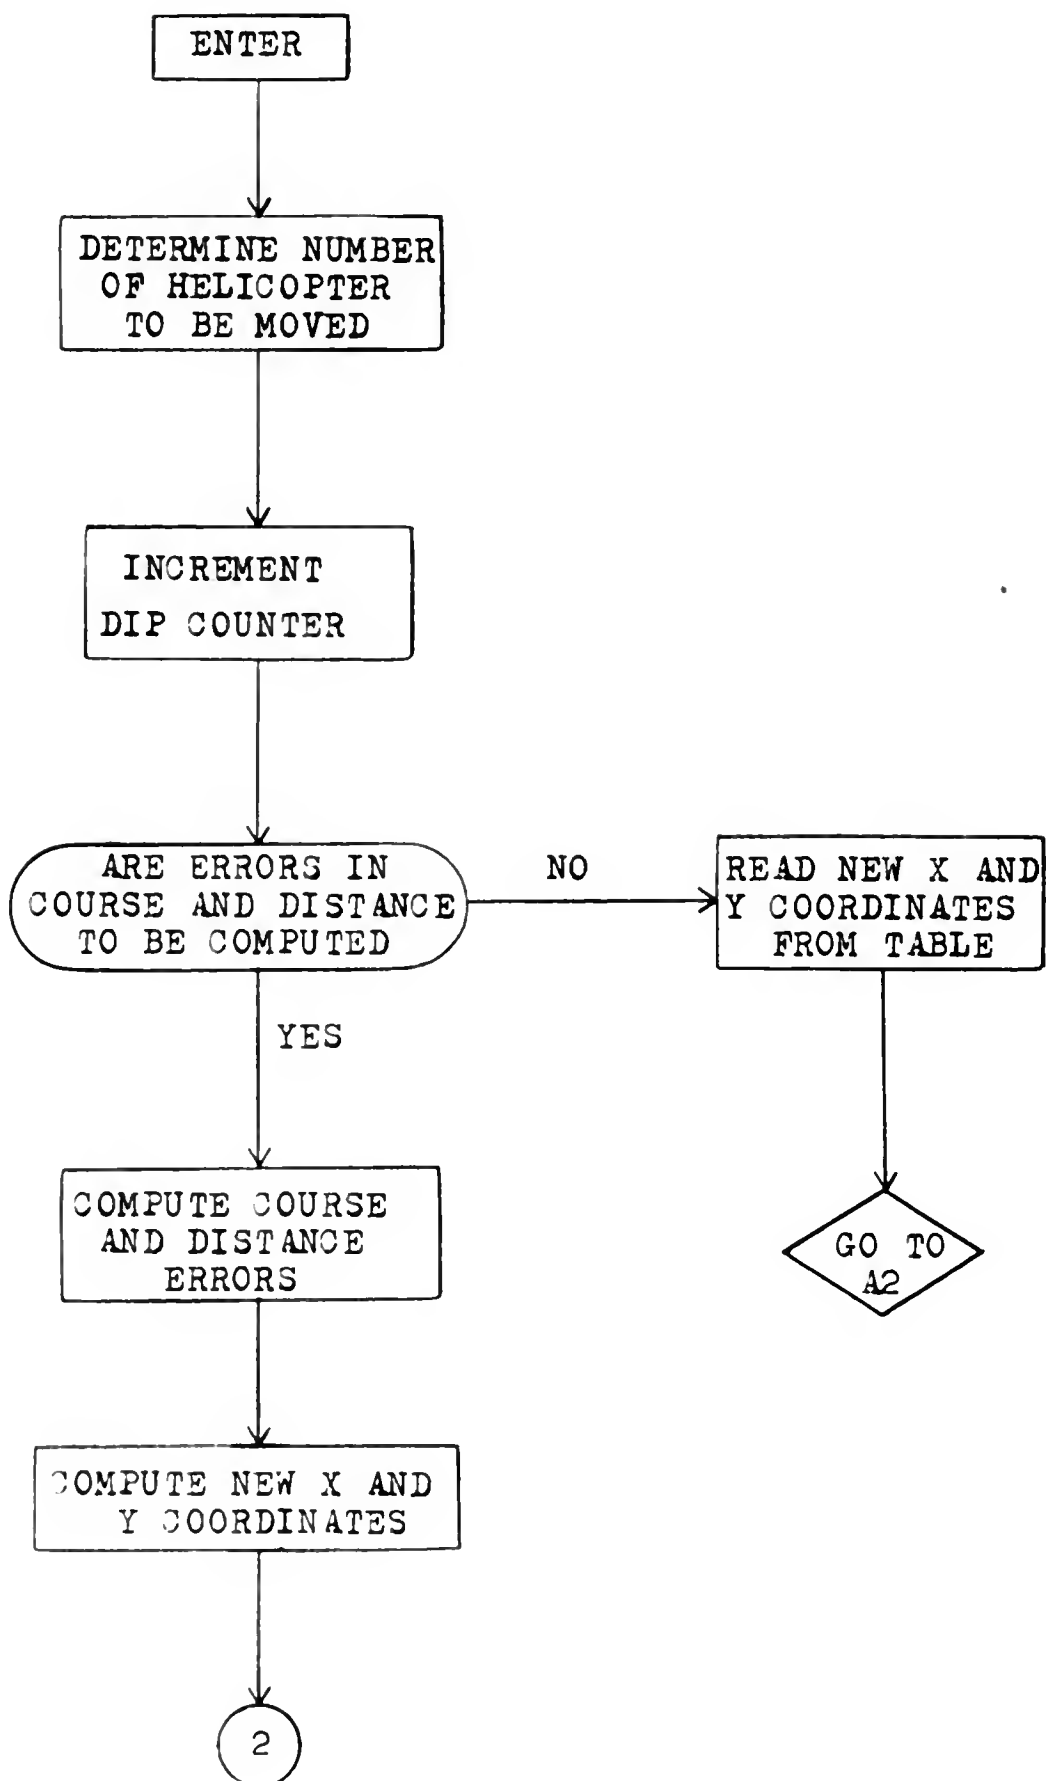 ENTER
DETERMINE NUMBER
OF HELICOPTER
TO BE MOVED
INCREMENT
DIP COUNTER
ARE ERRORS IN
COURSE AND DISTANCE
TO BE COMPUTED
NO
READ NEW X AND
Y COORDINATES
FROM TABLE
YES
COMPUTE COURSE
AND DISTANCE
ERRORS
GO TO
A2
COMPUTE NEW X AND
Y COORDINATES
2